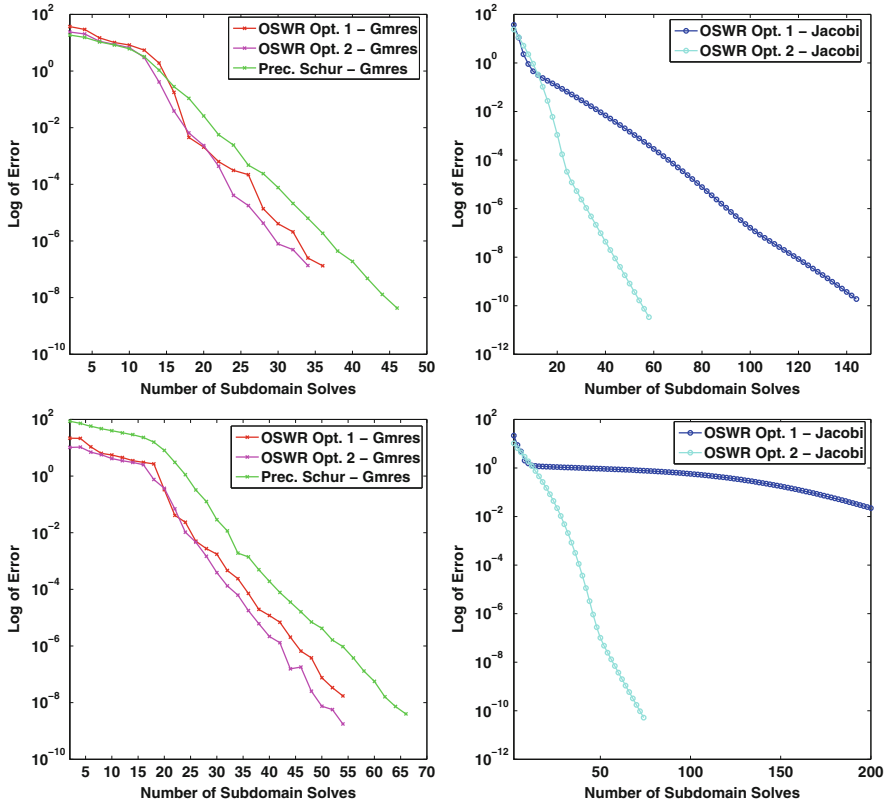 10^2
10^0
10^-2
10^-4
10^-6
10^-8
10^-10
Log of Error
5 10 15 20 25 30 35 40 45 50
Number of Subdomain Solves
OSWR Opt. 1 – Gmres
OSWR Opt. 2 – Gmres
Prec. Schur – Gmres
10^2
10^0
10^-2
10^-4
10^-6
10^-8
10^-10
10^-12
Log of Error
20 40 60 80 100 120 140
Number of Subdomain Solves
OSWR Opt. 1 – Jacobi
OSWR Opt. 2 – Jacobi
10^2
10^0
10^-2
10^-4
10^-6
10^-8
10^-10
Log of Error
5 10 15 20 25 30 35 40 45 50 55 60 65 70
Number of Subdomain Solves
OSWR Opt. 1 – Gmres
OSWR Opt. 2 – Gmres
Prec. Schur – Gmres
10^2
10^0
10^-2
10^-4
10^-6
10^-8
10^-10
10^-12
Log of Error
50 100 150 200
Number of Subdomain Solves
OSWR Opt. 1 – Jacobi
OSWR Opt. 2 – Jacobi